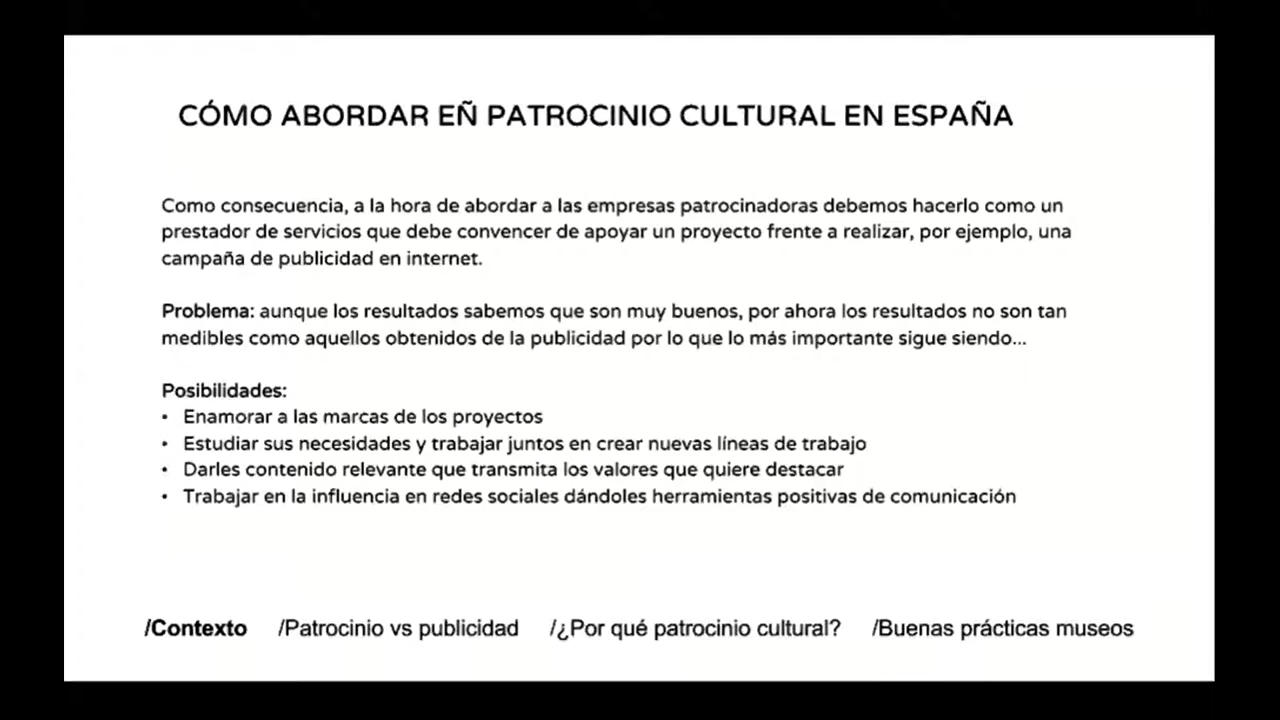 CÓMO ABORDAR EÑ PATROCINIO CULTURAL EN ESPAÑA
Como consecuencia, a la hora de abordar a las empresas patrocinadoras debemos hacerlo como un
prestador de servicios que debe convencer de apoyar un proyecto frente a realizar, por ejemplo, una
campaña de publicidad en internet.
Problema: aunque los resultados sabemos que son muy buenos, por ahora los resultados no son tan
medibles como aquellos obtenidos de la publicidad por lo que lo más importante sigue siendo...
Posibilidades:
• Enamorar a las marcas de los proyectos
• Estudiar sus necesidades y trabajar juntos en crear nuevas líneas de trabajo
• Darles contenido relevante que transmita los valores que quiere destacar
• Trabajar en la influencia en redes sociales dándoles herramientas positivas de comunicación
/Contexto /Patrocinio vs publicidad /¿Por qué patrocinio cultural? /Buenas prácticas museos